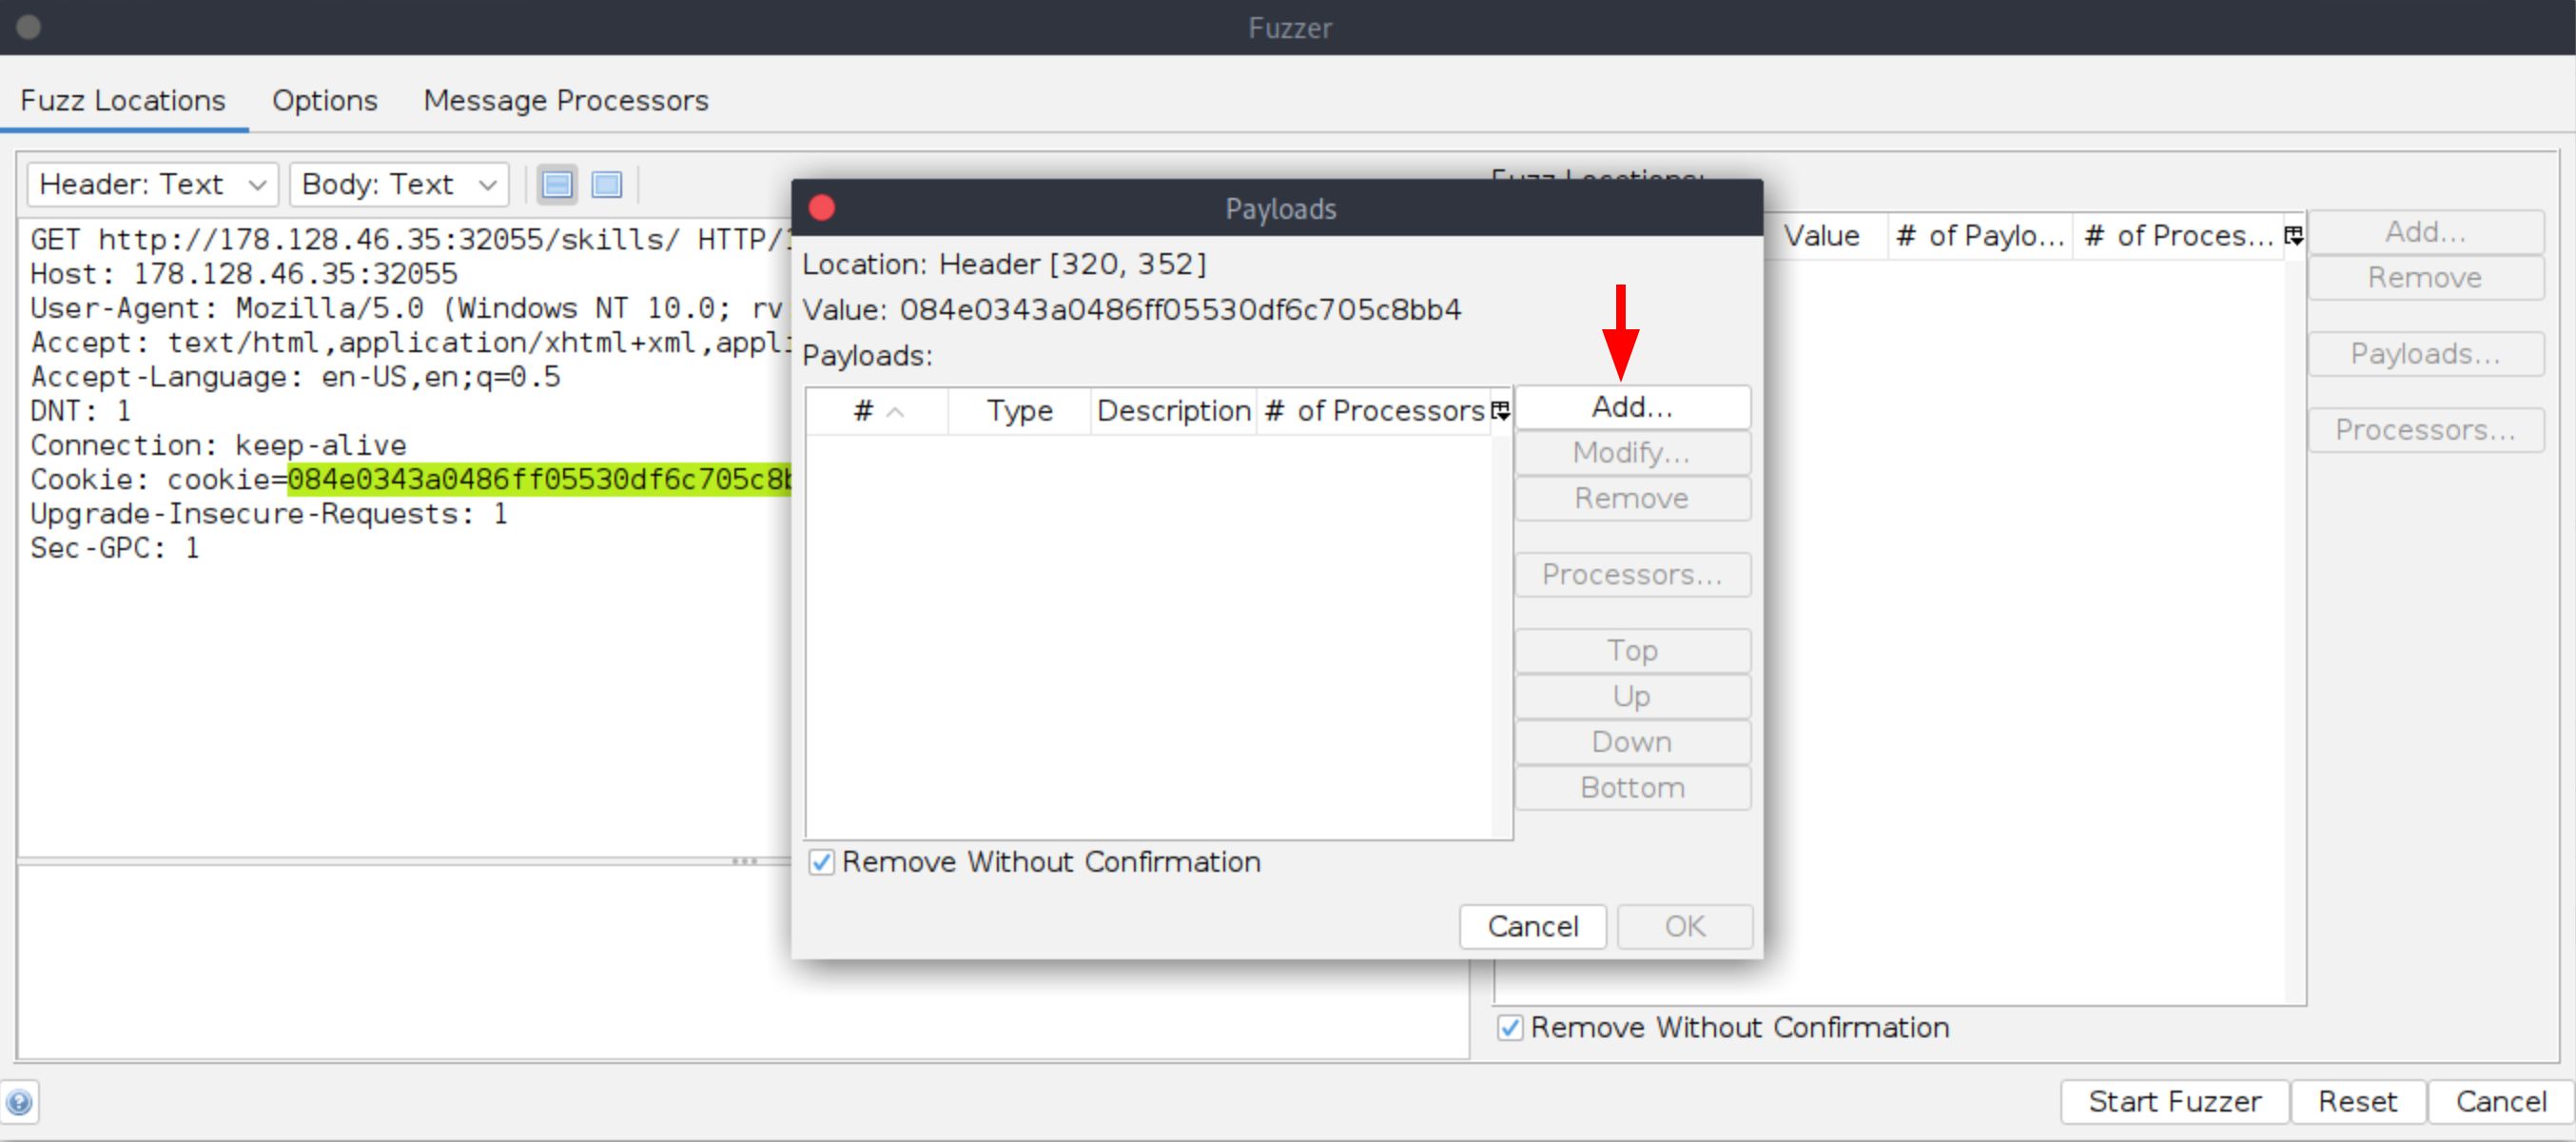 Fuzzer
Fuzz Locations Options Message Processors
Header: Text Body: Text
GET http://178.128.46.35:32055/skills/ HTTP/
Host: 178.128.46.35:32055
User-Agent: Mozilla/5.0 (Windows NT 10.0; rv
Accept: text/html,application/xhtml+xml,appli
Accept-Language: en-US,en;q=0.5
DNT: 1
Connection: keep-alive
Cookie: cookie=084e0343a0486ff05530df6c705c8b
Upgrade-Insecure-Requests: 1
Sec-GPC: 1
Payloads
Location: Header [320, 352]
Value: 084e0343a0486ff05530df6c705c8bb4
Payloads:
# Type Description # of Processors
Add...
Modify...
Remove
Processors...
Top
Up
Down
Bottom
Remove Without Confirmation
Cancel OK
Fuzz Locations:
Value # of Paylo... # of Proces...
Add...
Remove
Payloads...
Processors...
Remove Without Confirmation
Start Fuzzer Reset Cancel